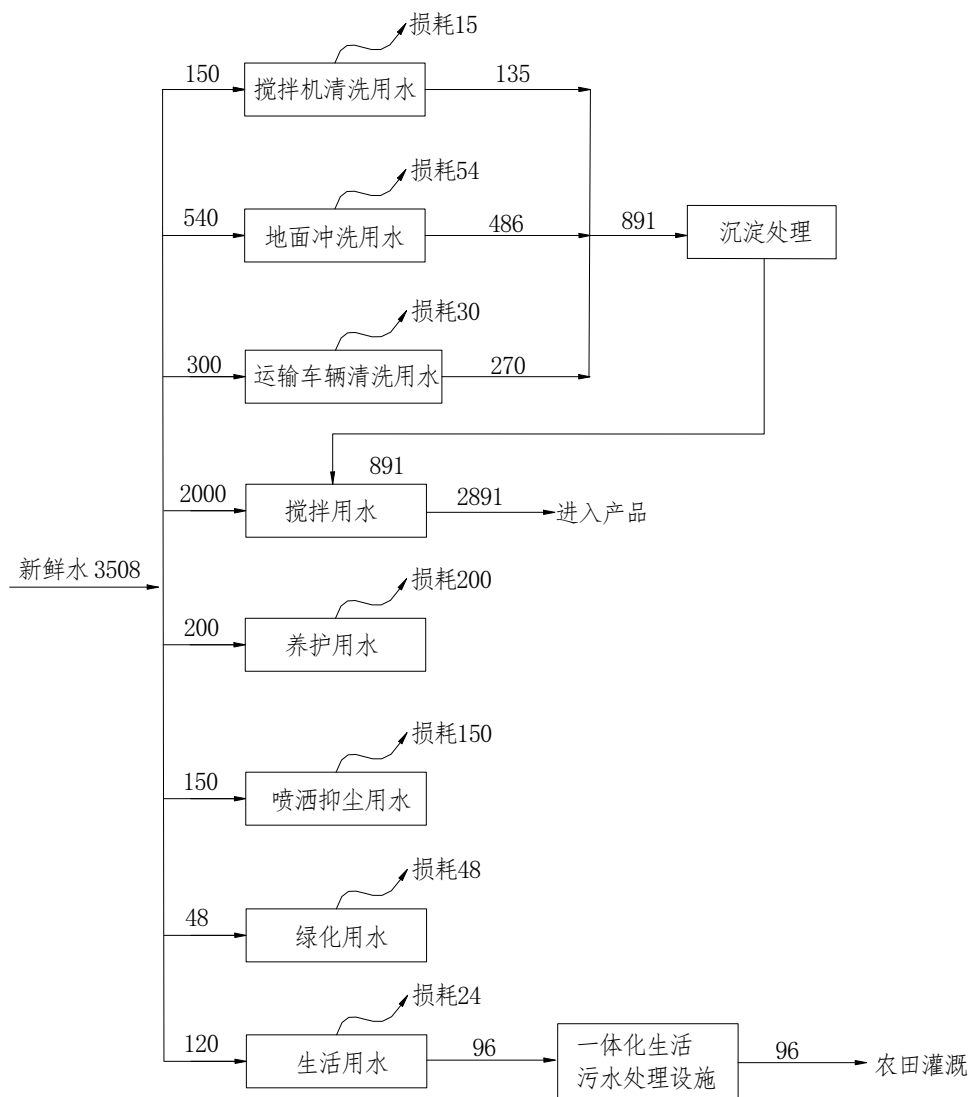 损耗15
150
搅拌机清洗用水
135
损耗54
540
地面冲洗用水
486
891
沉淀处理
损耗30
300
运输车辆清洗用水
270
891
2000
搅拌用水
2891
进入产品
新鲜水 3508
损耗200
200
养护用水
损耗150
150
喷洒抑尘用水
损耗48
48
绿化用水
损耗24
120
生活用水
96
一体化生活
污水处理设施
96
农田灌溉